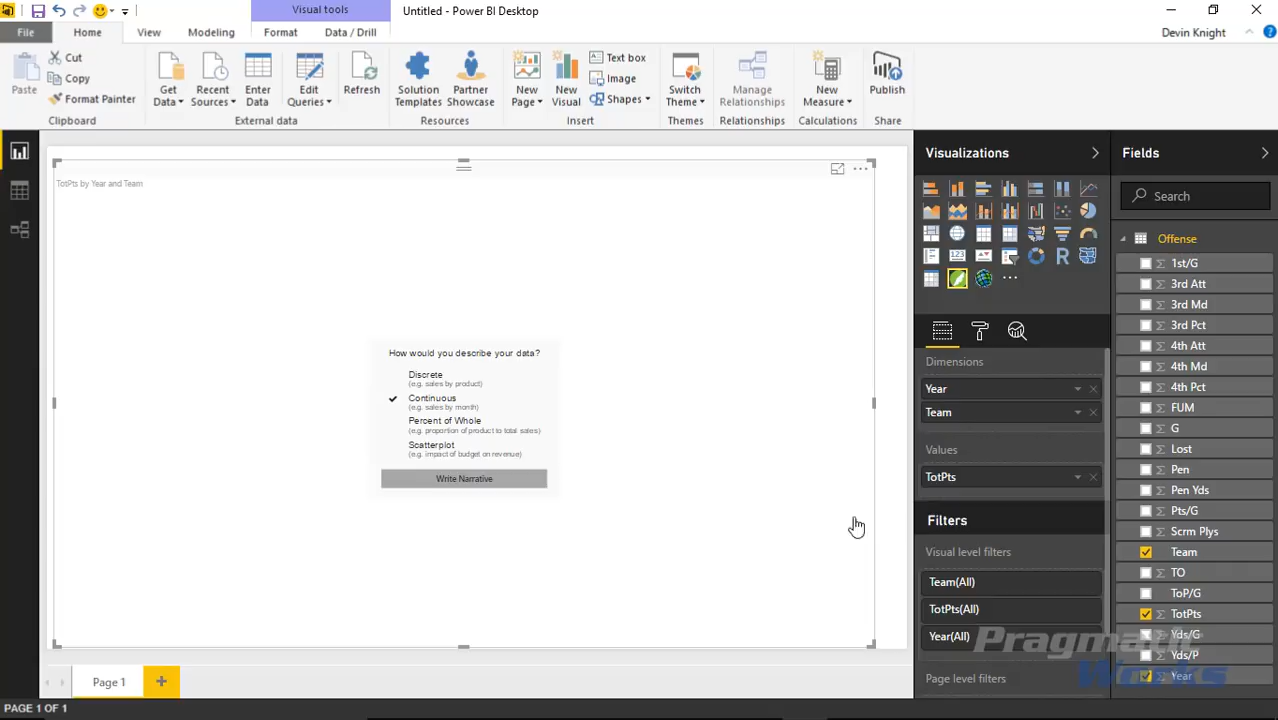 Visual tools
Untitled - Power BI Desktop
File
Home
View
Modeling
Format
Data / Drill
Devin Knight
Paste
Cut
Copy
Format Painter
Clipboard
Get Data
Recent Sources
Enter Data
Edit Queries
Refresh
External data
Solution Templates
Partner Showcase
Resources
New Page
New Visual
Text box
Image
Shapes
Insert
Switch Theme
Themes
Manage Relationships
Relationships
New Measure
Calculations
Publish
Share
TotPts by Year and Team
How would you describe your data?
Discrete
(e.g. sales by product)
Continuous
(e.g. sales by month)
Percent of Whole
(e.g. proportion of product to total sales)
Scatterplot
(e.g. impact of budget on revenue)
Write Narrative
Visualizations
123
R
Dimensions
Year
Team
Values
TotPts
Filters
Visual level filters
Team(All)
TotPts(All)
Year(All)
Page level filters
Fields
Search
Offense
1st/G
3rd Att
3rd Md
3rd Pct
4th Att
4th Md
4th Pct
FUM
G
Lost
Pen
Pen Yds
Pts/G
Scrm Plys
Team
TO
ToP/G
TotPts
Yds/G
Yds/P
Year
Pragmatic
Works
Page 1
PAGE 1 OF 1